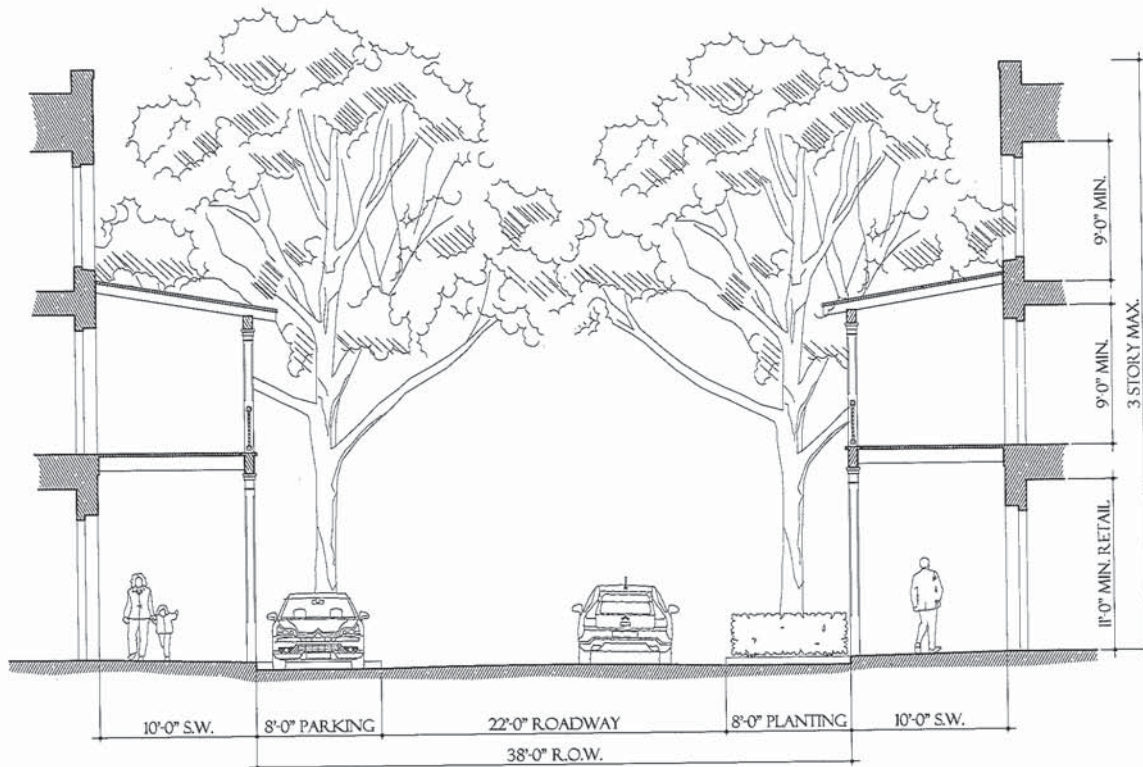 9'-0" MIN.
9'-0" MIN.
3 STORY MAX.
11'-0" MIN. RETAIL
10'-0" S.W.
8'-0" PARKING
22'-0" ROADWAY
8'-0" PLANTING
10'-0" S.W.
38'-0" R.O.W.